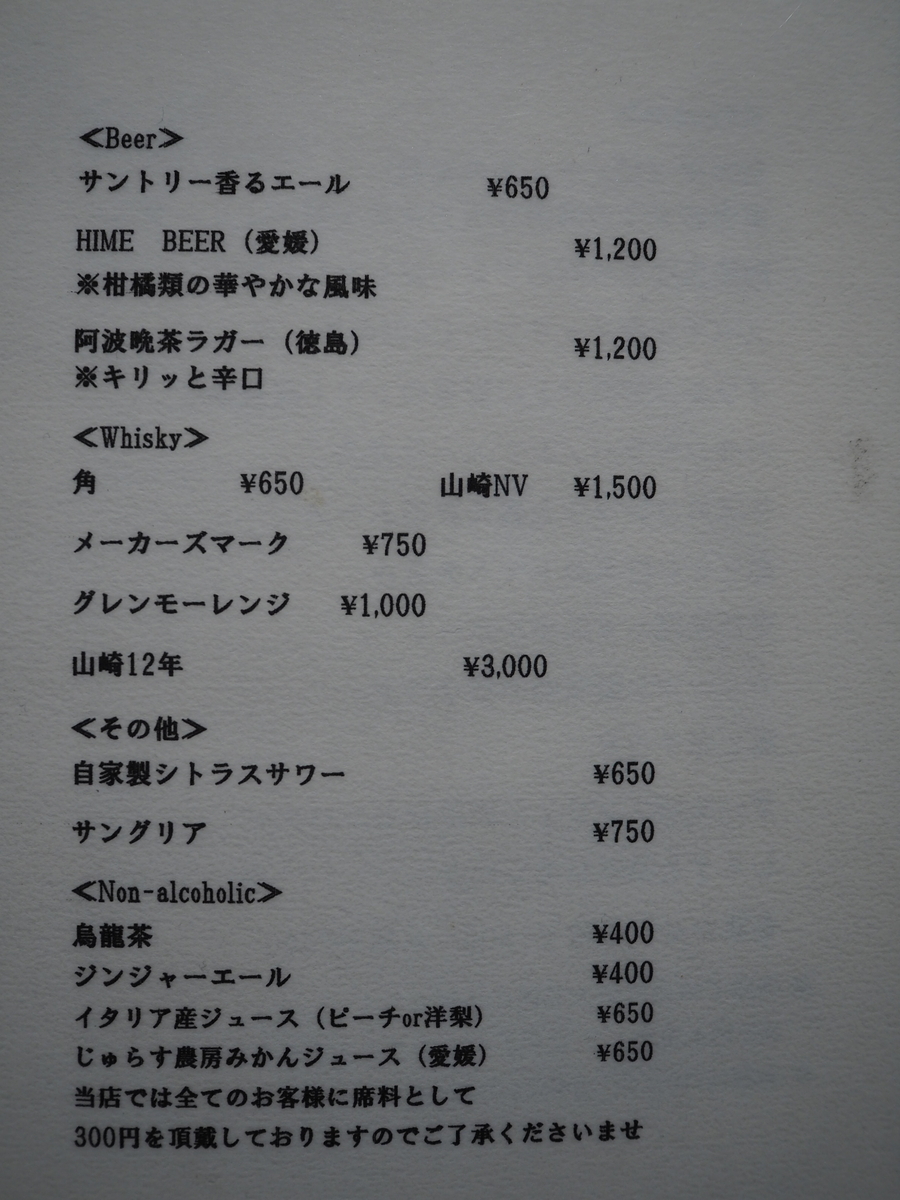 ≪Beer≫
サントリー香るエール ¥650
HIME BEER（愛媛） ¥1,200
※柑橘類の華やかな風味
阿波晩茶ラガー（徳島） ¥1,200
※キリッと辛口
≪Whisky≫
角 ¥650 山崎NV ¥1,500
メーカーズマーク ¥750
グレンモーレンジ ¥1,000
山崎12年 ¥3,000
≪その他≫
自家製シトラスサワー ¥650
サングリア ¥750
≪Non-alcoholic≫
烏龍茶 ¥400
ジンジャーエール ¥400
イタリア産ジュース（ピーチor洋梨） ¥650
じゅらす農房みかんジュース（愛媛） ¥650
当店では全てのお客様に席料として
300円を頂戴しておりますのでご了承くださいませ